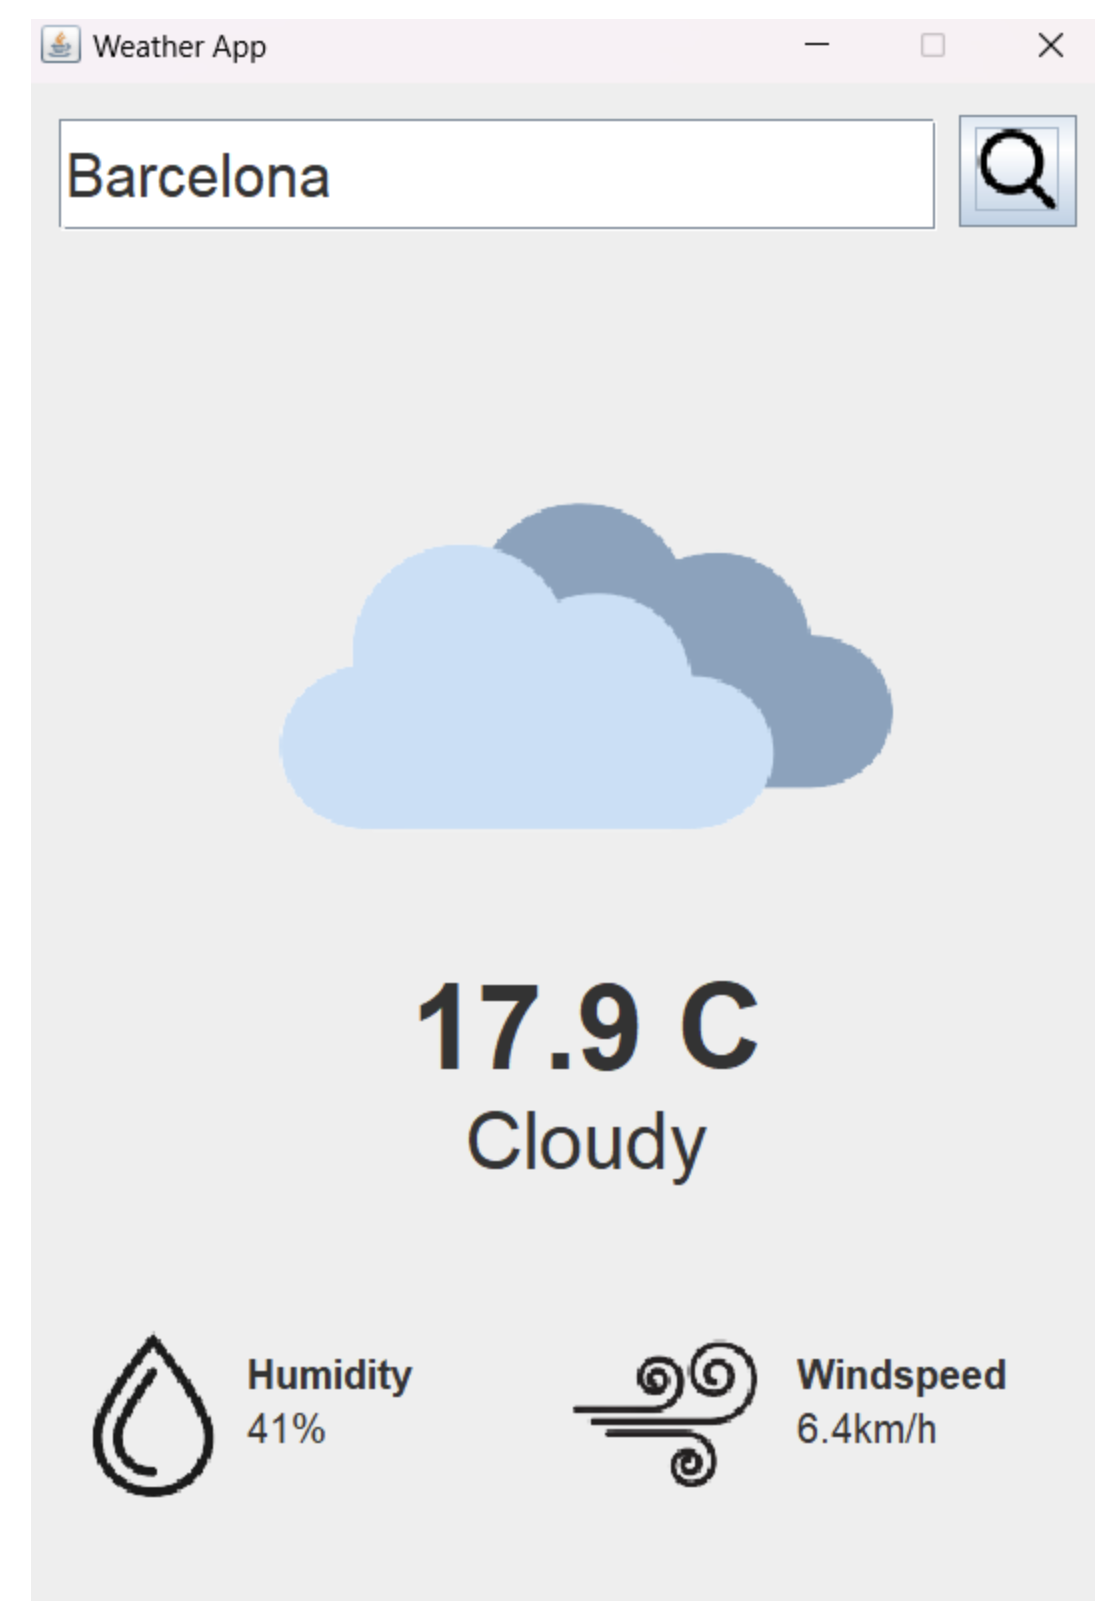 Weather App
Barcelona
17.9 C
Cloudy
Humidity
41%
Windspeed
6.4km/h